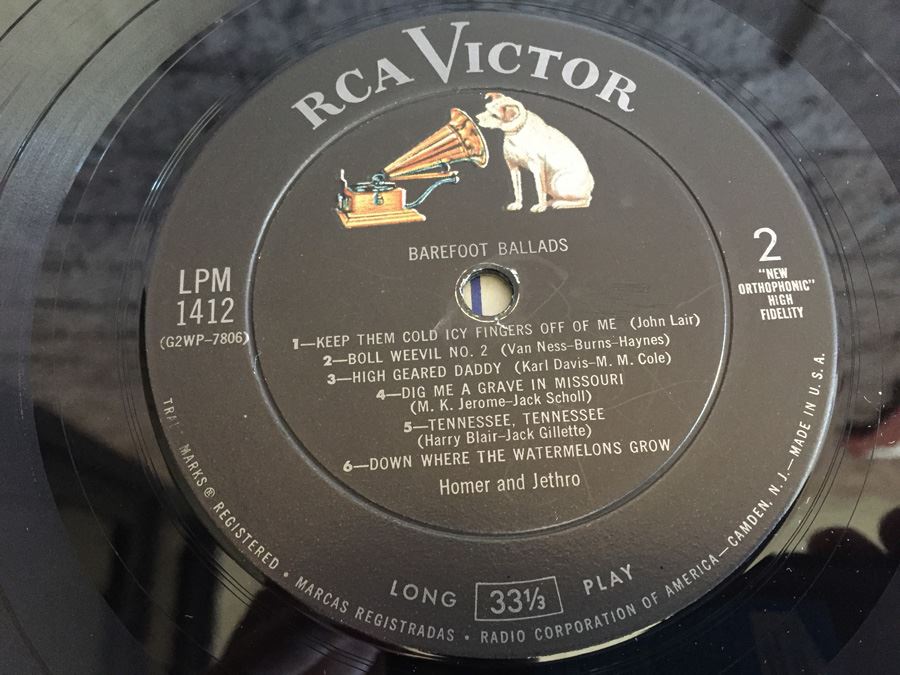 RCA VICTOR
BAREFOOT BALLADS
LPM
1412
(G2WP-7806)
2
"NEW
ORTHOPHONIC"
HIGH
FIDELITY
1—KEEP THEM COLD ICY FINGERS OFF OF ME (John Lair)
2—BOLL WEEVIL NO. 2 (Van Ness-Burns-Haynes)
3—HIGH GEARED DADDY (Karl Davis-M. M. Cole)
4—DIG ME A GRAVE IN MISSOURI
(M. K. Jerome-Jack Scholl)
5—TENNESSEE, TENNESSEE
(Harry Blair-Jack Gillette)
6—DOWN WHERE THE WATERMELONS GROW
Homer and Jethro
LONG 33⅓ PLAY
MARKS ® REGISTERED • MARCAS REGISTRADAS • RADIO CORPORATION OF AMERICA—CAMDEN, N. J.—MADE IN U. S. A.